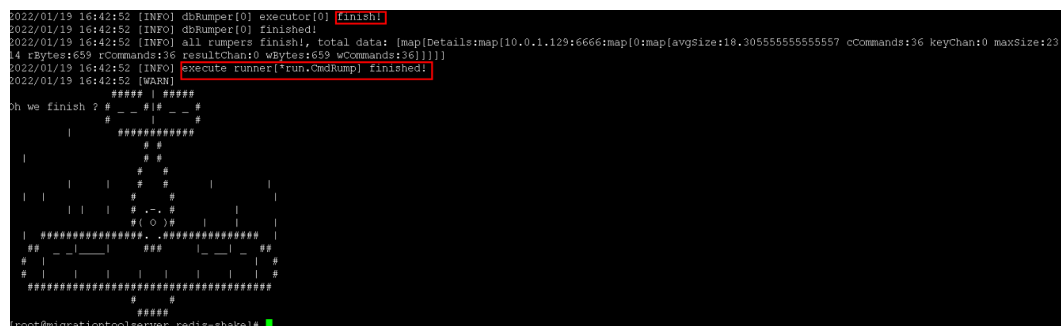 2022/01/19 16:42:52 [INFO] dbRumper[0] executor[0] finish!
2022/01/19 16:42:52 [INFO] dbRumper[0] finished!
2022/01/19 16:42:52 [INFO] all rumpers finish!, total data: [map[Details:map[10.0.1.129:6666:map[0:map[avgSize:18.305555555555557 cCommands:36 keyChan:0 maxSize:23
14 rBytes:659 rCommands:36 resultChan:0 wBytes:659 wCommands:36]]]]]
2022/01/19 16:42:52 [INFO] execute runner[*run.CmdRump] finished!
2022/01/19 16:42:52 [WARN]
##### | #####
Oh we finish ? # _ _ #|# _ _ #
#      |      #
|       ############
# #
|                  # #
#   #
|    |    #   #      |       |
|  |           #     #               |
| |   |   # .-. #         |
#( O )#    |    |     |
|  ################. .###############  |
##  _ _|____|     ###     |_ __| _  ##
#  |                                |  #
#  |    |    |    |   |    |    |   |  #
######################################
#     #
#####
[root@migrationtoolserver redis-shake]#